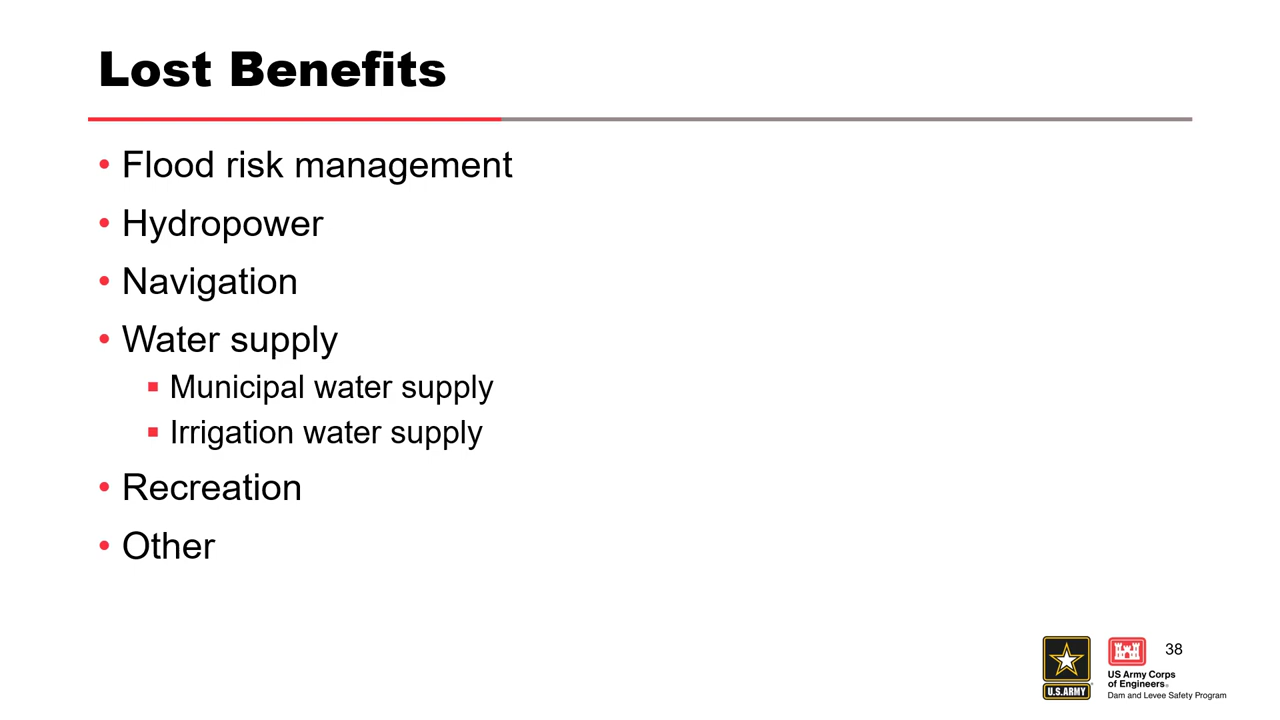 Lost Benefits
• Flood risk management
• Hydropower
• Navigation
• Water supply
▪ Municipal water supply
▪ Irrigation water supply
• Recreation
• Other
38
U.S.ARMY
US Army Corps
of Engineers®
Dam and Levee Safety Program